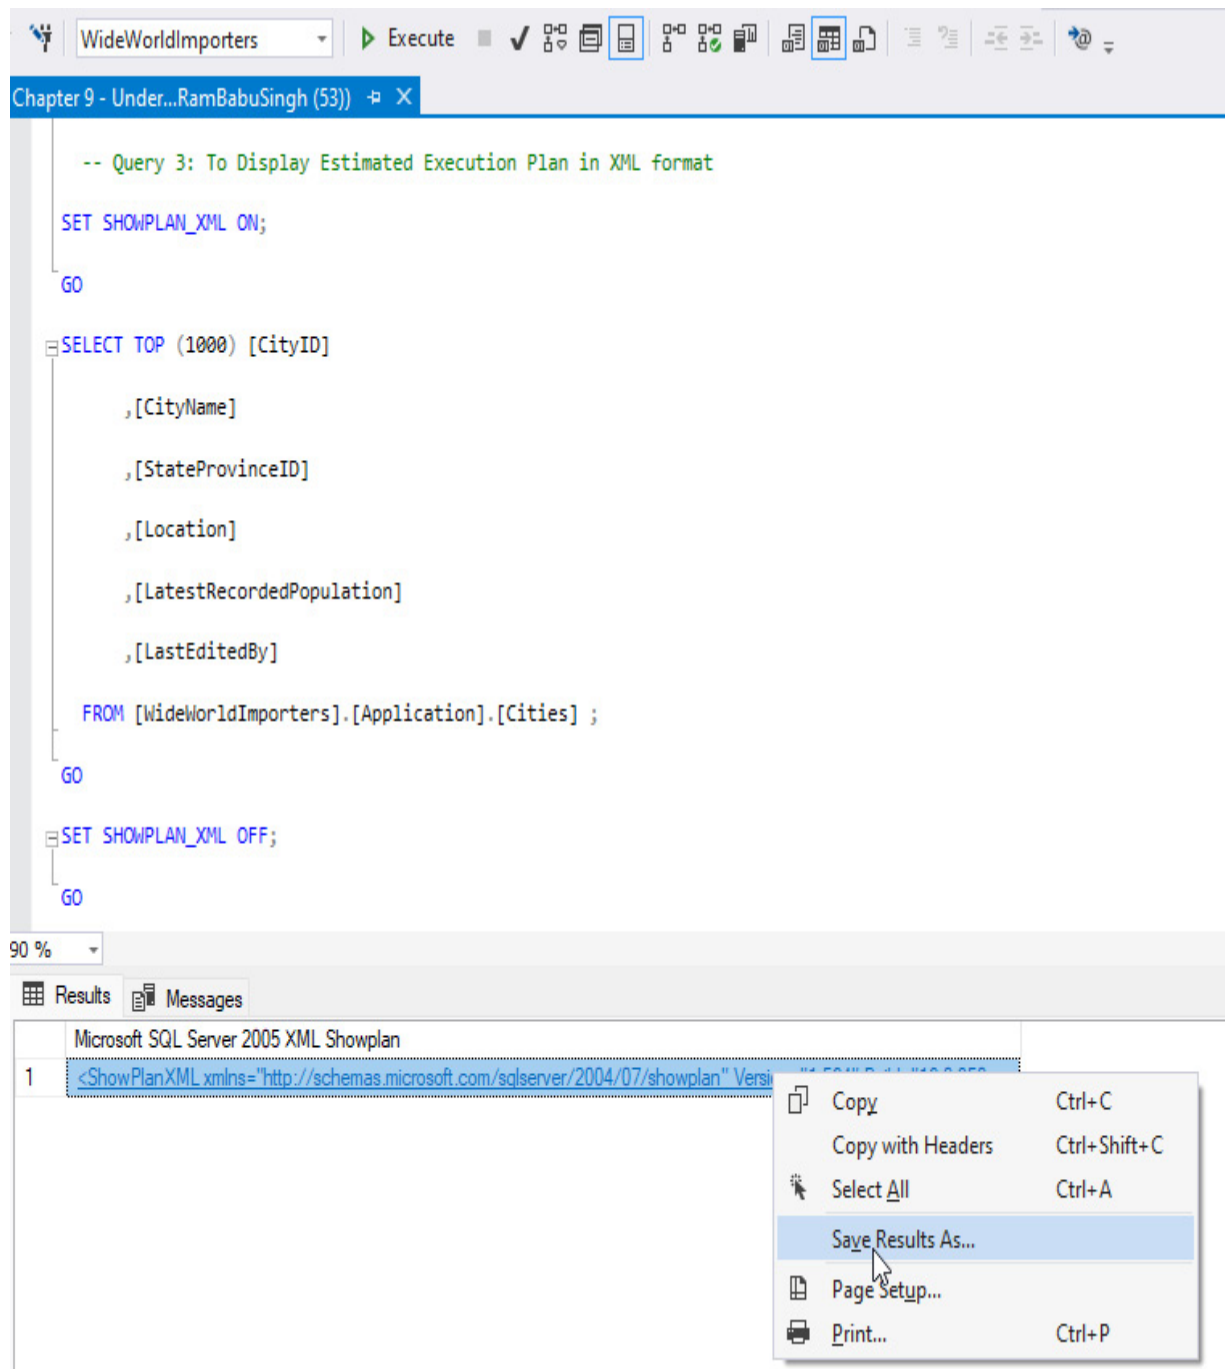 WideWorldImporters
Execute
Chapter 9 - Under...RamBabuSingh (53))
-- Query 3: To Display Estimated Execution Plan in XML format
SET SHOWPLAN_XML ON;
GO
SELECT TOP (1000) [CityID]
,[CityName]
,[StateProvinceID]
,[Location]
,[LatestRecordedPopulation]
,[LastEditedBy]
FROM [WideWorldImporters].[Application].[Cities] ;
GO
SET SHOWPLAN_XML OFF;
GO
90 %
Results Messages
Microsoft SQL Server 2005 XML Showplan
1 <ShowPlanXML xmlns="http://schemas.microsoft.com/sqlserver/2004/07/showplan"
Copy Ctrl+C
Copy with Headers Ctrl+Shift+C
Select All Ctrl+A
Save Results As...
Page Setup...
Print... Ctrl+P